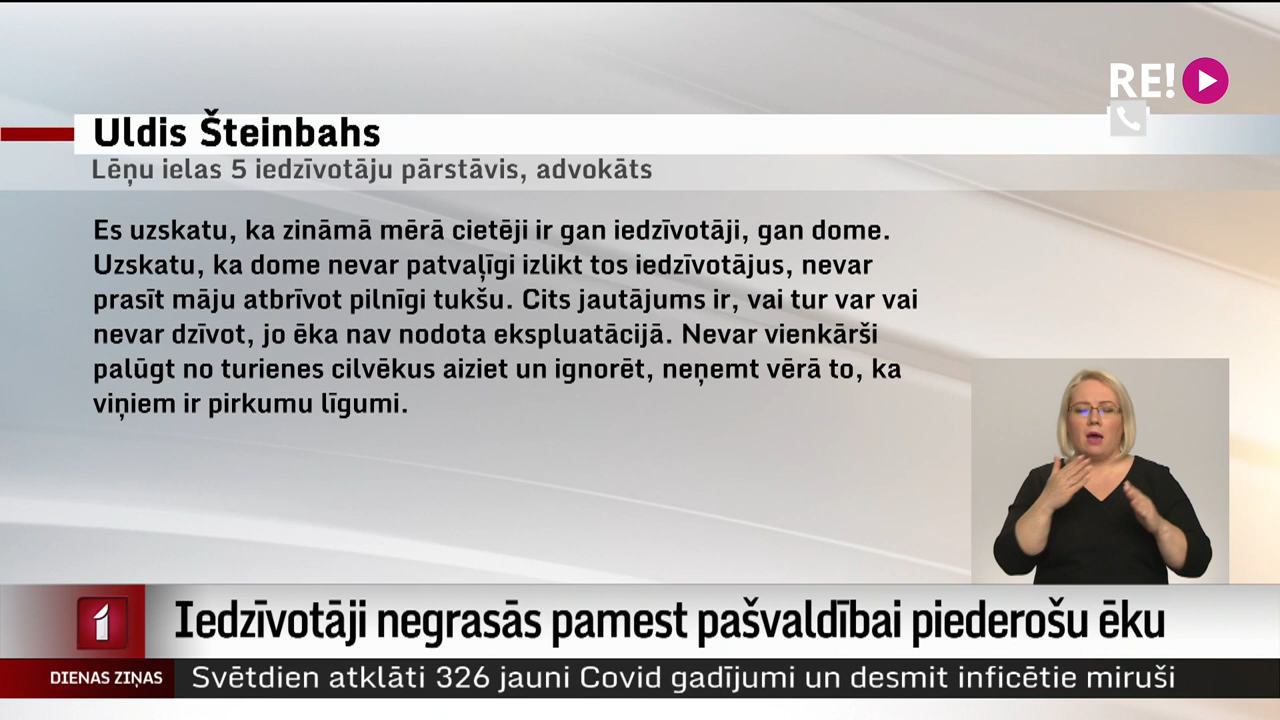 RE!
Uldis Šteinbahs
Lēņu ielas 5 iedzīvotāju pārstāvis, advokāts
Es uzskatu, ka zināmā mērā cietēji ir gan iedzīvotāji, gan dome.
Uzskatu, ka dome nevar patvaļīgi izlikt tos iedzīvotājus, nevar
prasīt māju atbrīvot pilnīgi tukšu. Cits jautājums ir, vai tur var vai
nevar dzīvot, jo ēka nav nodota ekspluatācijā. Nevar vienkārši
palūgt no turienes cilvēkus aiziet un ignorēt, neņemt vērā to, ka
viņiem ir pirkumu līgumi.
1
Iedzīvotāji negrasās pamest pašvaldībai piederošu ēku
DIENAS ZIŅAS
Svētdien atklāti 326 jauni Covid gadījumi un desmit inficētie miruši